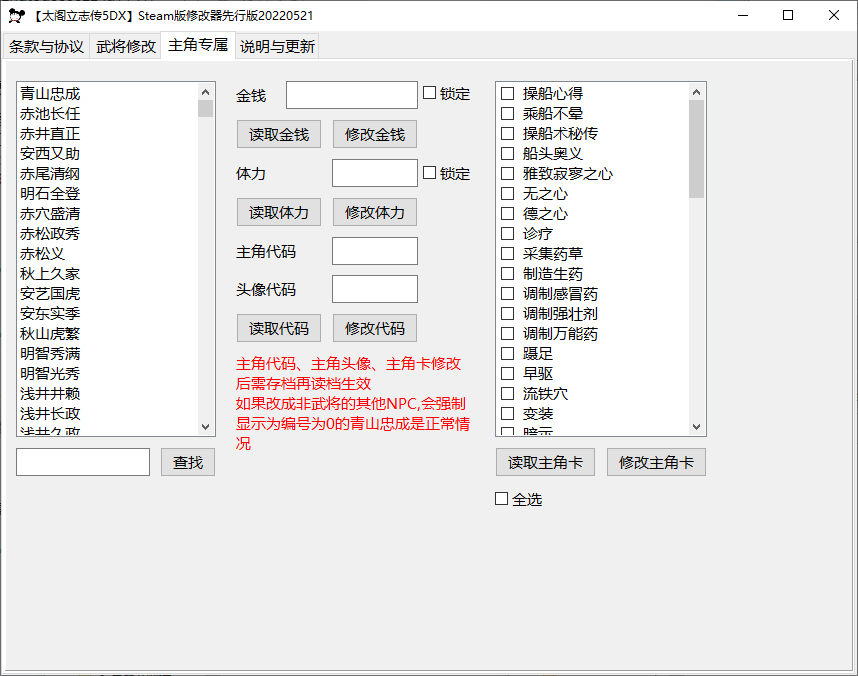 【太阁立志传5DX】Steam版修改器先行版20220521
条款与协议 武将修改 主角专属 说明与更新
青山忠成
赤池长任
赤井直正
安西又助
赤尾清纲
明石全登
赤穴盛清
赤松政秀
赤松义
秋上久家
安艺国虎
安东实季
秋山虎繁
明智秀满
明智光秀
浅井井赖
浅井长政
浅井久政
查找
金钱 锁定
读取金钱 修改金钱
体力 锁定
读取体力 修改体力
主角代码
头像代码
读取代码 修改代码
主角代码、主角头像、主角卡修改
后需存档再读档生效
如果改成非武将的其他NPC,会强制
显示为编号为0的青山忠成是正常情
况
操船心得
乘船不晕
操船术秘传
船头奥义
雅致寂寥之心
无之心
德之心
诊疗
采集药草
制造生药
调制感冒药
调制强壮剂
调制万能药
蹑足
早驱
流铁穴
变装
暗示
读取主角卡 修改主角卡
全选